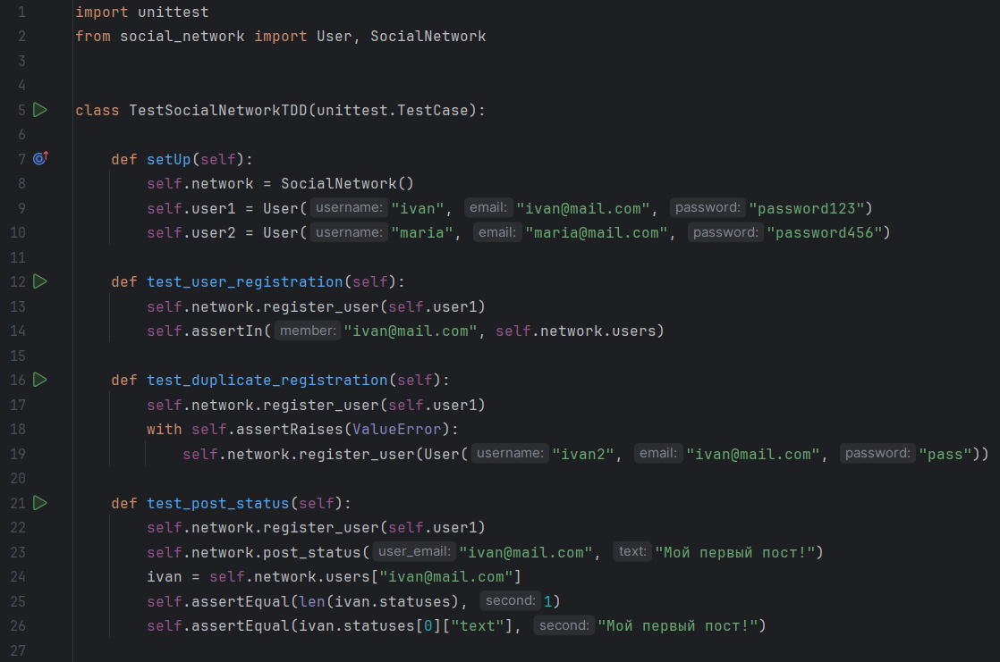 1 import unittest
2 from social_network import User, SocialNetwork
3
4
5 class TestSocialNetworkTDD(unittest.TestCase):
6
7     def setUp(self):
8         self.network = SocialNetwork()
9         self.user1 = User( username: "ivan", email: "ivan@mail.com", password: "password123")
10         self.user2 = User( username: "maria", email: "maria@mail.com", password: "password456")
11
12     def test_user_registration(self):
13         self.network.register_user(self.user1)
14         self.assertIn( member: "ivan@mail.com", self.network.users)
15
16     def test_duplicate_registration(self):
17         self.network.register_user(self.user1)
18         with self.assertRaises(ValueError):
19             self.network.register_user(User( username: "ivan2", email: "ivan@mail.com", password: "pass"))
20
21     def test_post_status(self):
22         self.network.register_user(self.user1)
23         self.network.post_status( user_email: "ivan@mail.com", text: "Мой первый пост!")
24         ivan = self.network.users["ivan@mail.com"]
25         self.assertEqual(len(ivan.statuses), second: 1)
26         self.assertEqual(ivan.statuses[0]["text"], second: "Мой первый пост!")
27